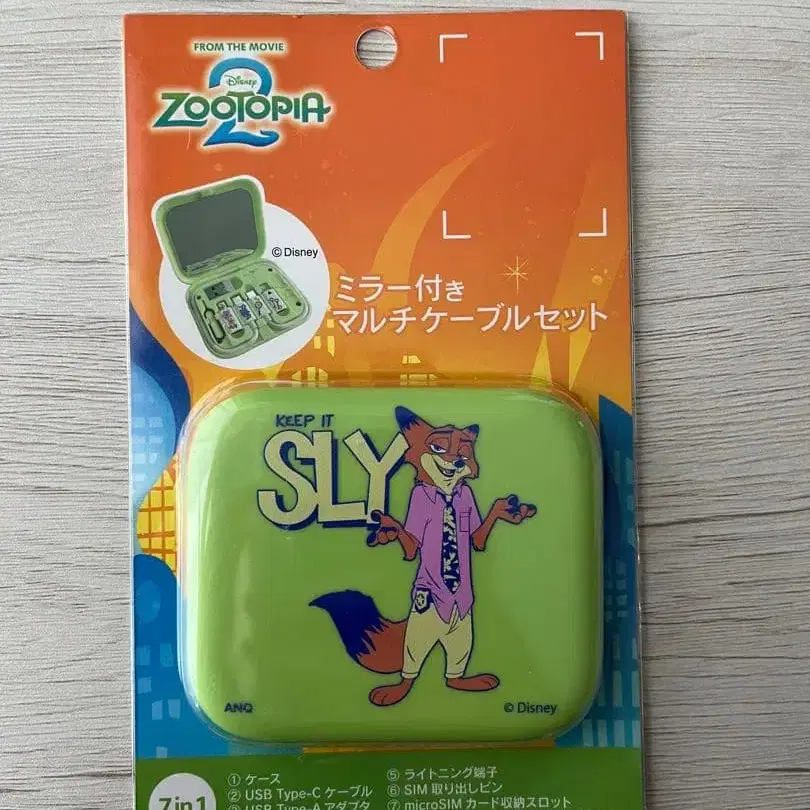 FROM THE MOVIE
Disney
ZOOTOPIA
2
© Disney
ミラー付き
マルチケーブルセット
KEEP IT
SLY
ANQ
© Disney
7in1
① ケース
② USB Type-C ケーブル
③ USB Type-A アダプタ
⑤ ライトニング端子
⑥ SIM 取り出しピン
⑦ microSIM カード収納スロット